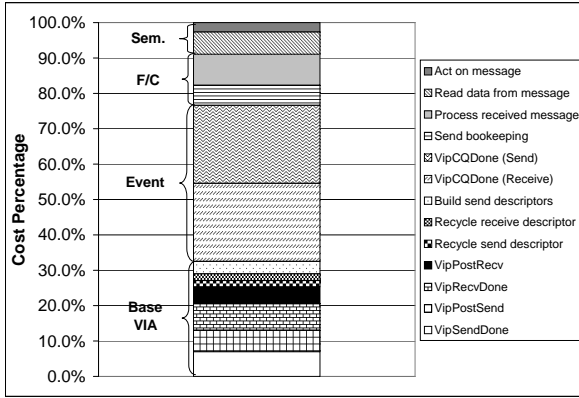 Cost Percentage
100.0%
90.0%
80.0%
70.0%
60.0%
50.0%
40.0%
30.0%
20.0%
10.0%
0.0%
Sem.
F/C
Event
Base
VIA
Act on message
Read data from message
Process received message
Send bookeeping
VipCQDone (Send)
VipCQDone (Receive)
Build send descriptors
Recycle receive descriptor
Recycle send descriptor
VipPostRecv
VipRecvDone
VipPostSend
VipSendDone